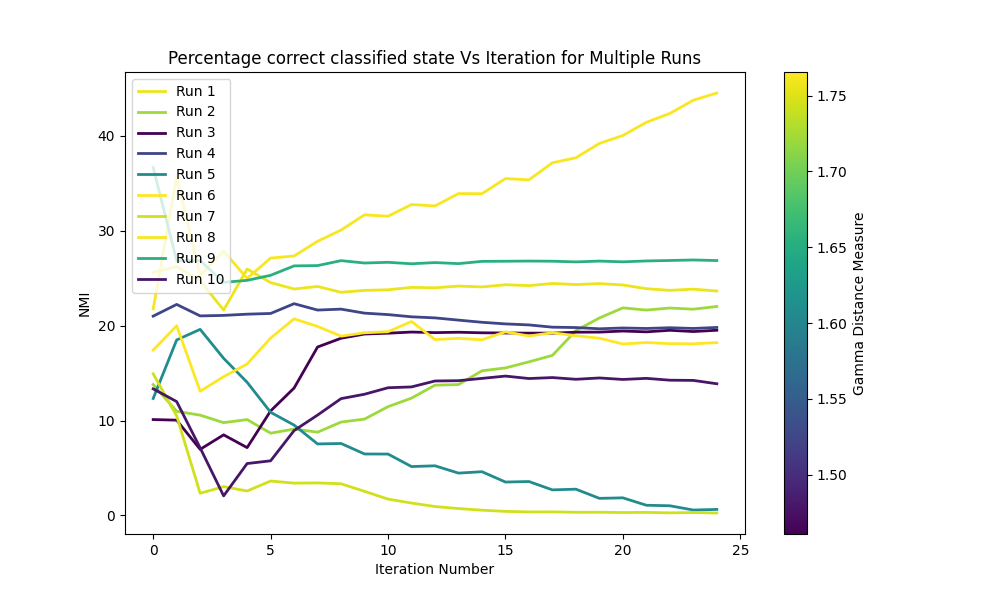 Percentage correct classified state Vs Iteration for Multiple Runs
Run 1
Run 2
Run 3
Run 4
Run 5
Run 6
Run 7
Run 8
Run 9
Run 10
NMI
40
30
20
10
0
0 5 10 15 20 25
Iteration Number
1.75
1.70
1.65
1.60
1.55
1.50
Gamma Distance Measure